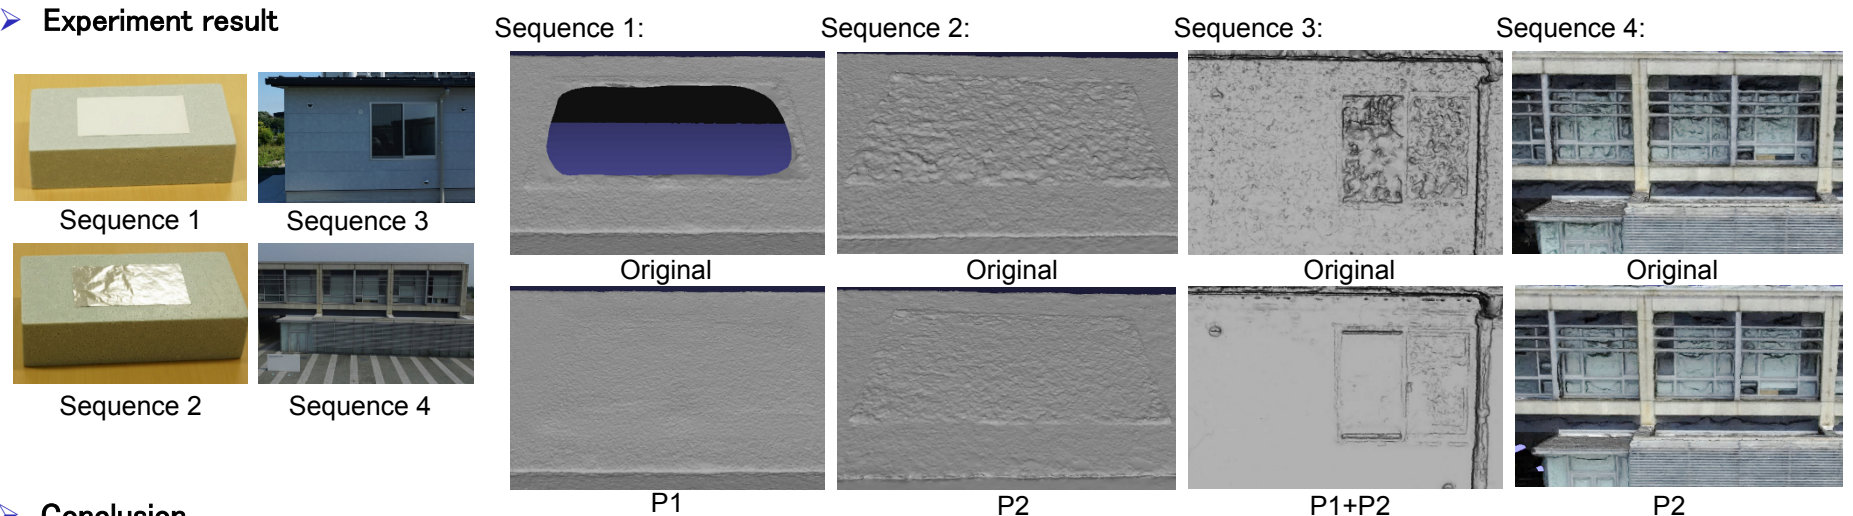 Experiment result
Sequence 1:
Sequence 2:
Sequence 3:
Sequence 4:
Sequence 1
Sequence 3
Original
Original
Original
Original
Sequence 2
Sequence 4
P1
P2
P1+P2
P2
Conclusion